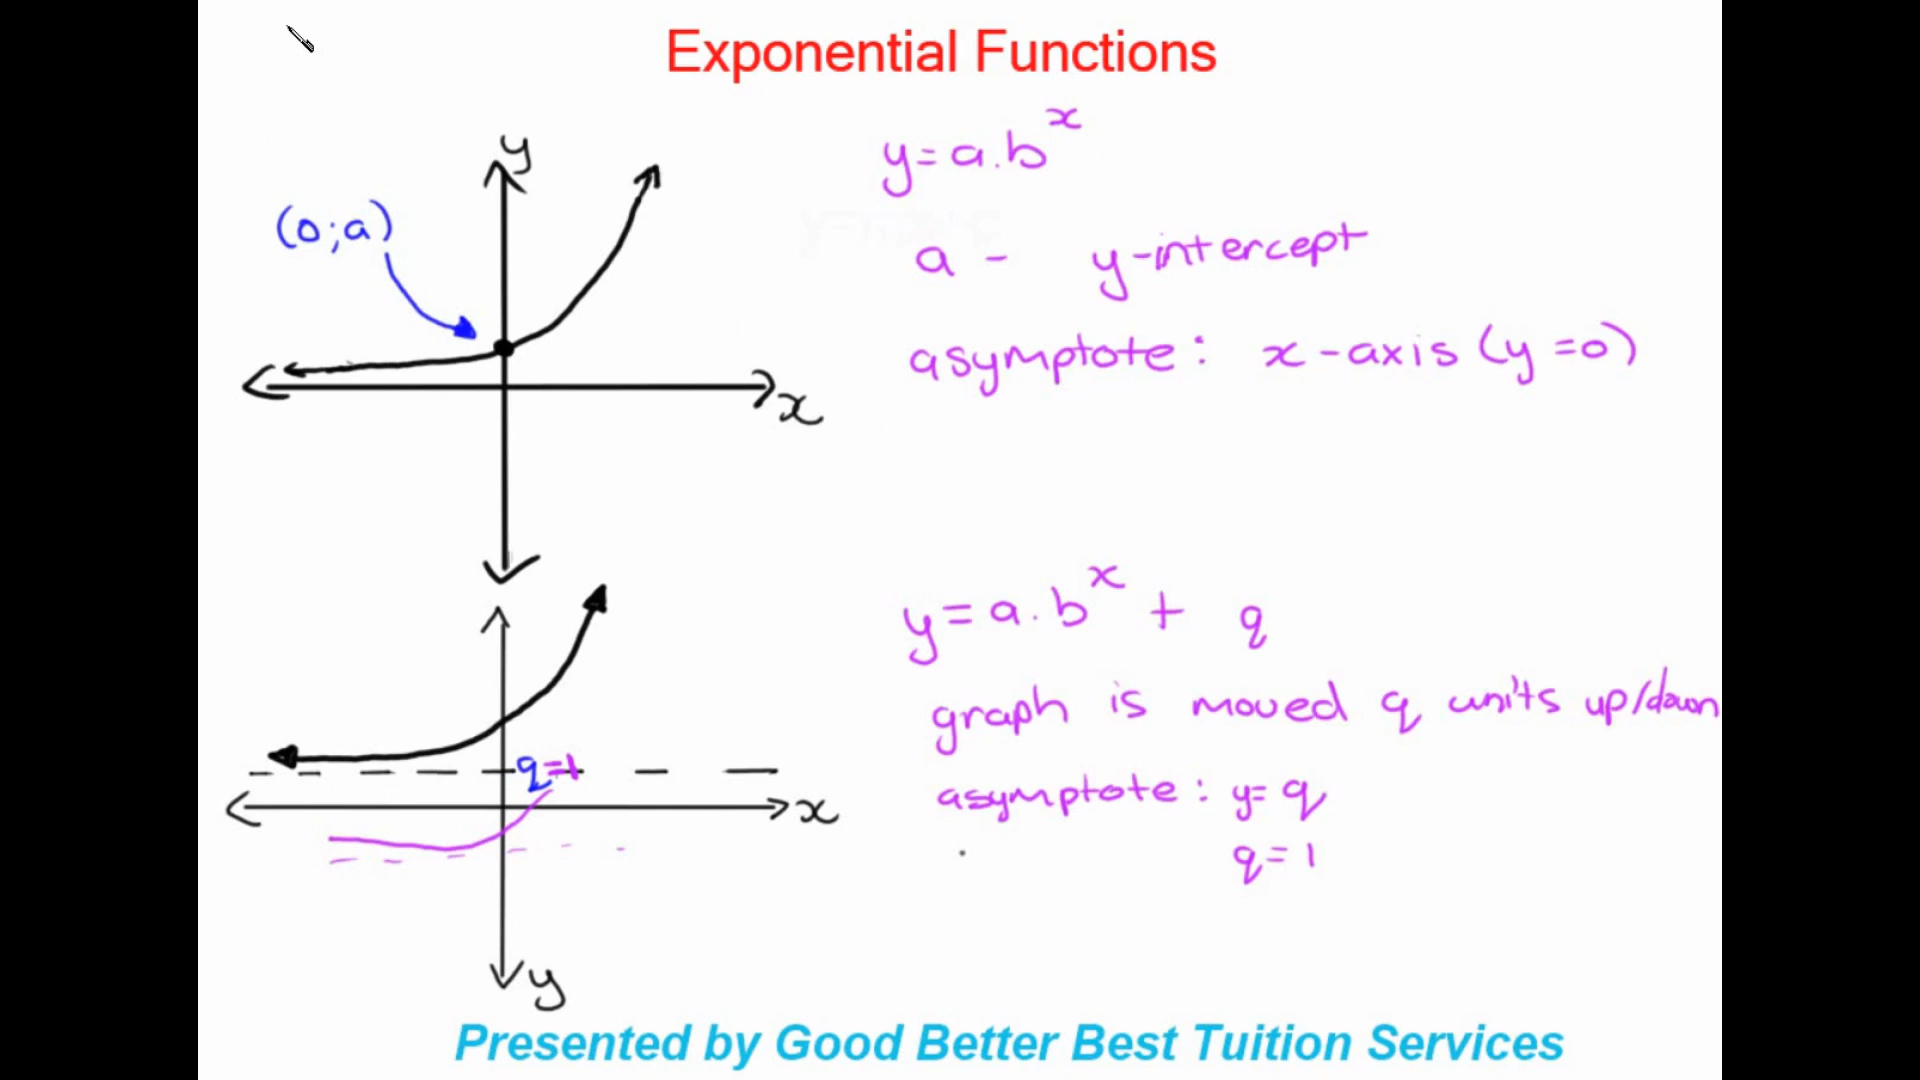 Exponential Functions
y
(0;a)
x
y=a.b^x
a - y-intercept
asymptote: x-axis (y=0)
q=1
x
y
y=a.b^x + q
graph is moved q units up/down
asymptote: y=q
q=1
Presented by Good Better Best Tuition Services